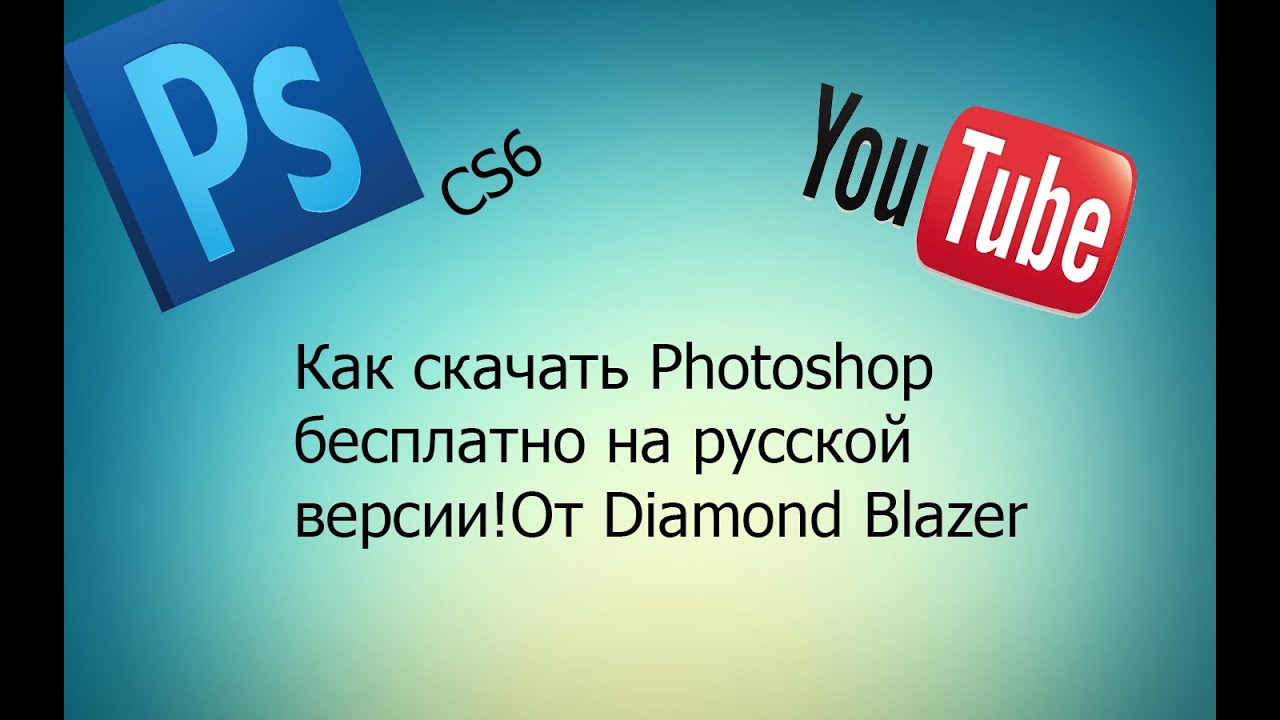 Ps
CS6
YouTube
Как скачать Photoshop
бесплатно на русской
версии!От Diamond Blazer